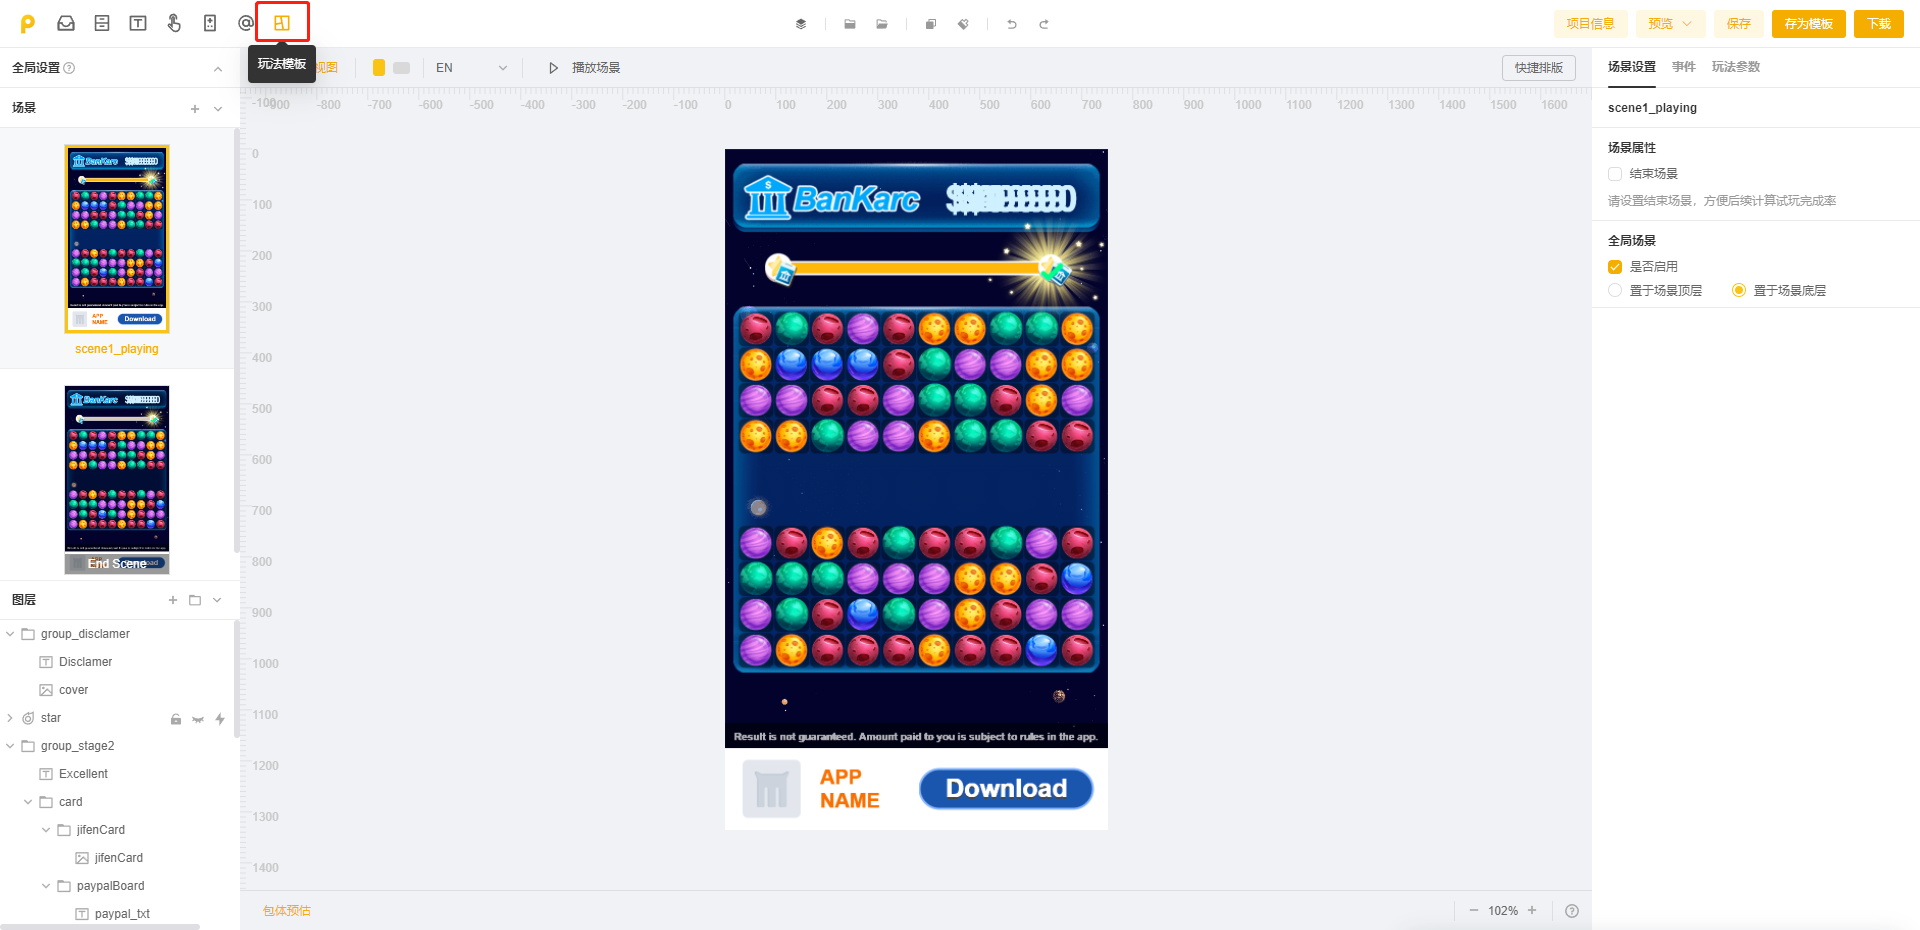 项目信息
预览
保存
存为模板
下载
玩法模板
全局设置
视图
EN
播放场景
快捷排版
场景设置
事件
玩法参数
场景
-100
-900
-800
-700
-600
-500
-400
-300
-200
-100
0
100
200
300
400
500
600
700
800
900
1000
1100
1200
1300
1400
1500
1600
0
100
200
300
400
500
600
700
800
900
1000
1100
1200
1300
1400
scene1_playing
场景属性
结束场景
请设置结束场景，方便后续计算试玩完成率
全局场景
是否启用
置于场景顶层
置于场景底层
BanKarc
APP
NAME
Download
scene1_playing
BanKarc
End Scene
BanKarc
Result is not guaranteed. Amount paid to you is subject to rules in the app.
APP
NAME
Download
图层
group_disclamer
Disclamer
cover
star
group_stage2
Excellent
card
jifenCard
jifenCard
paypalBoard
paypal_txt
包体预估
102%